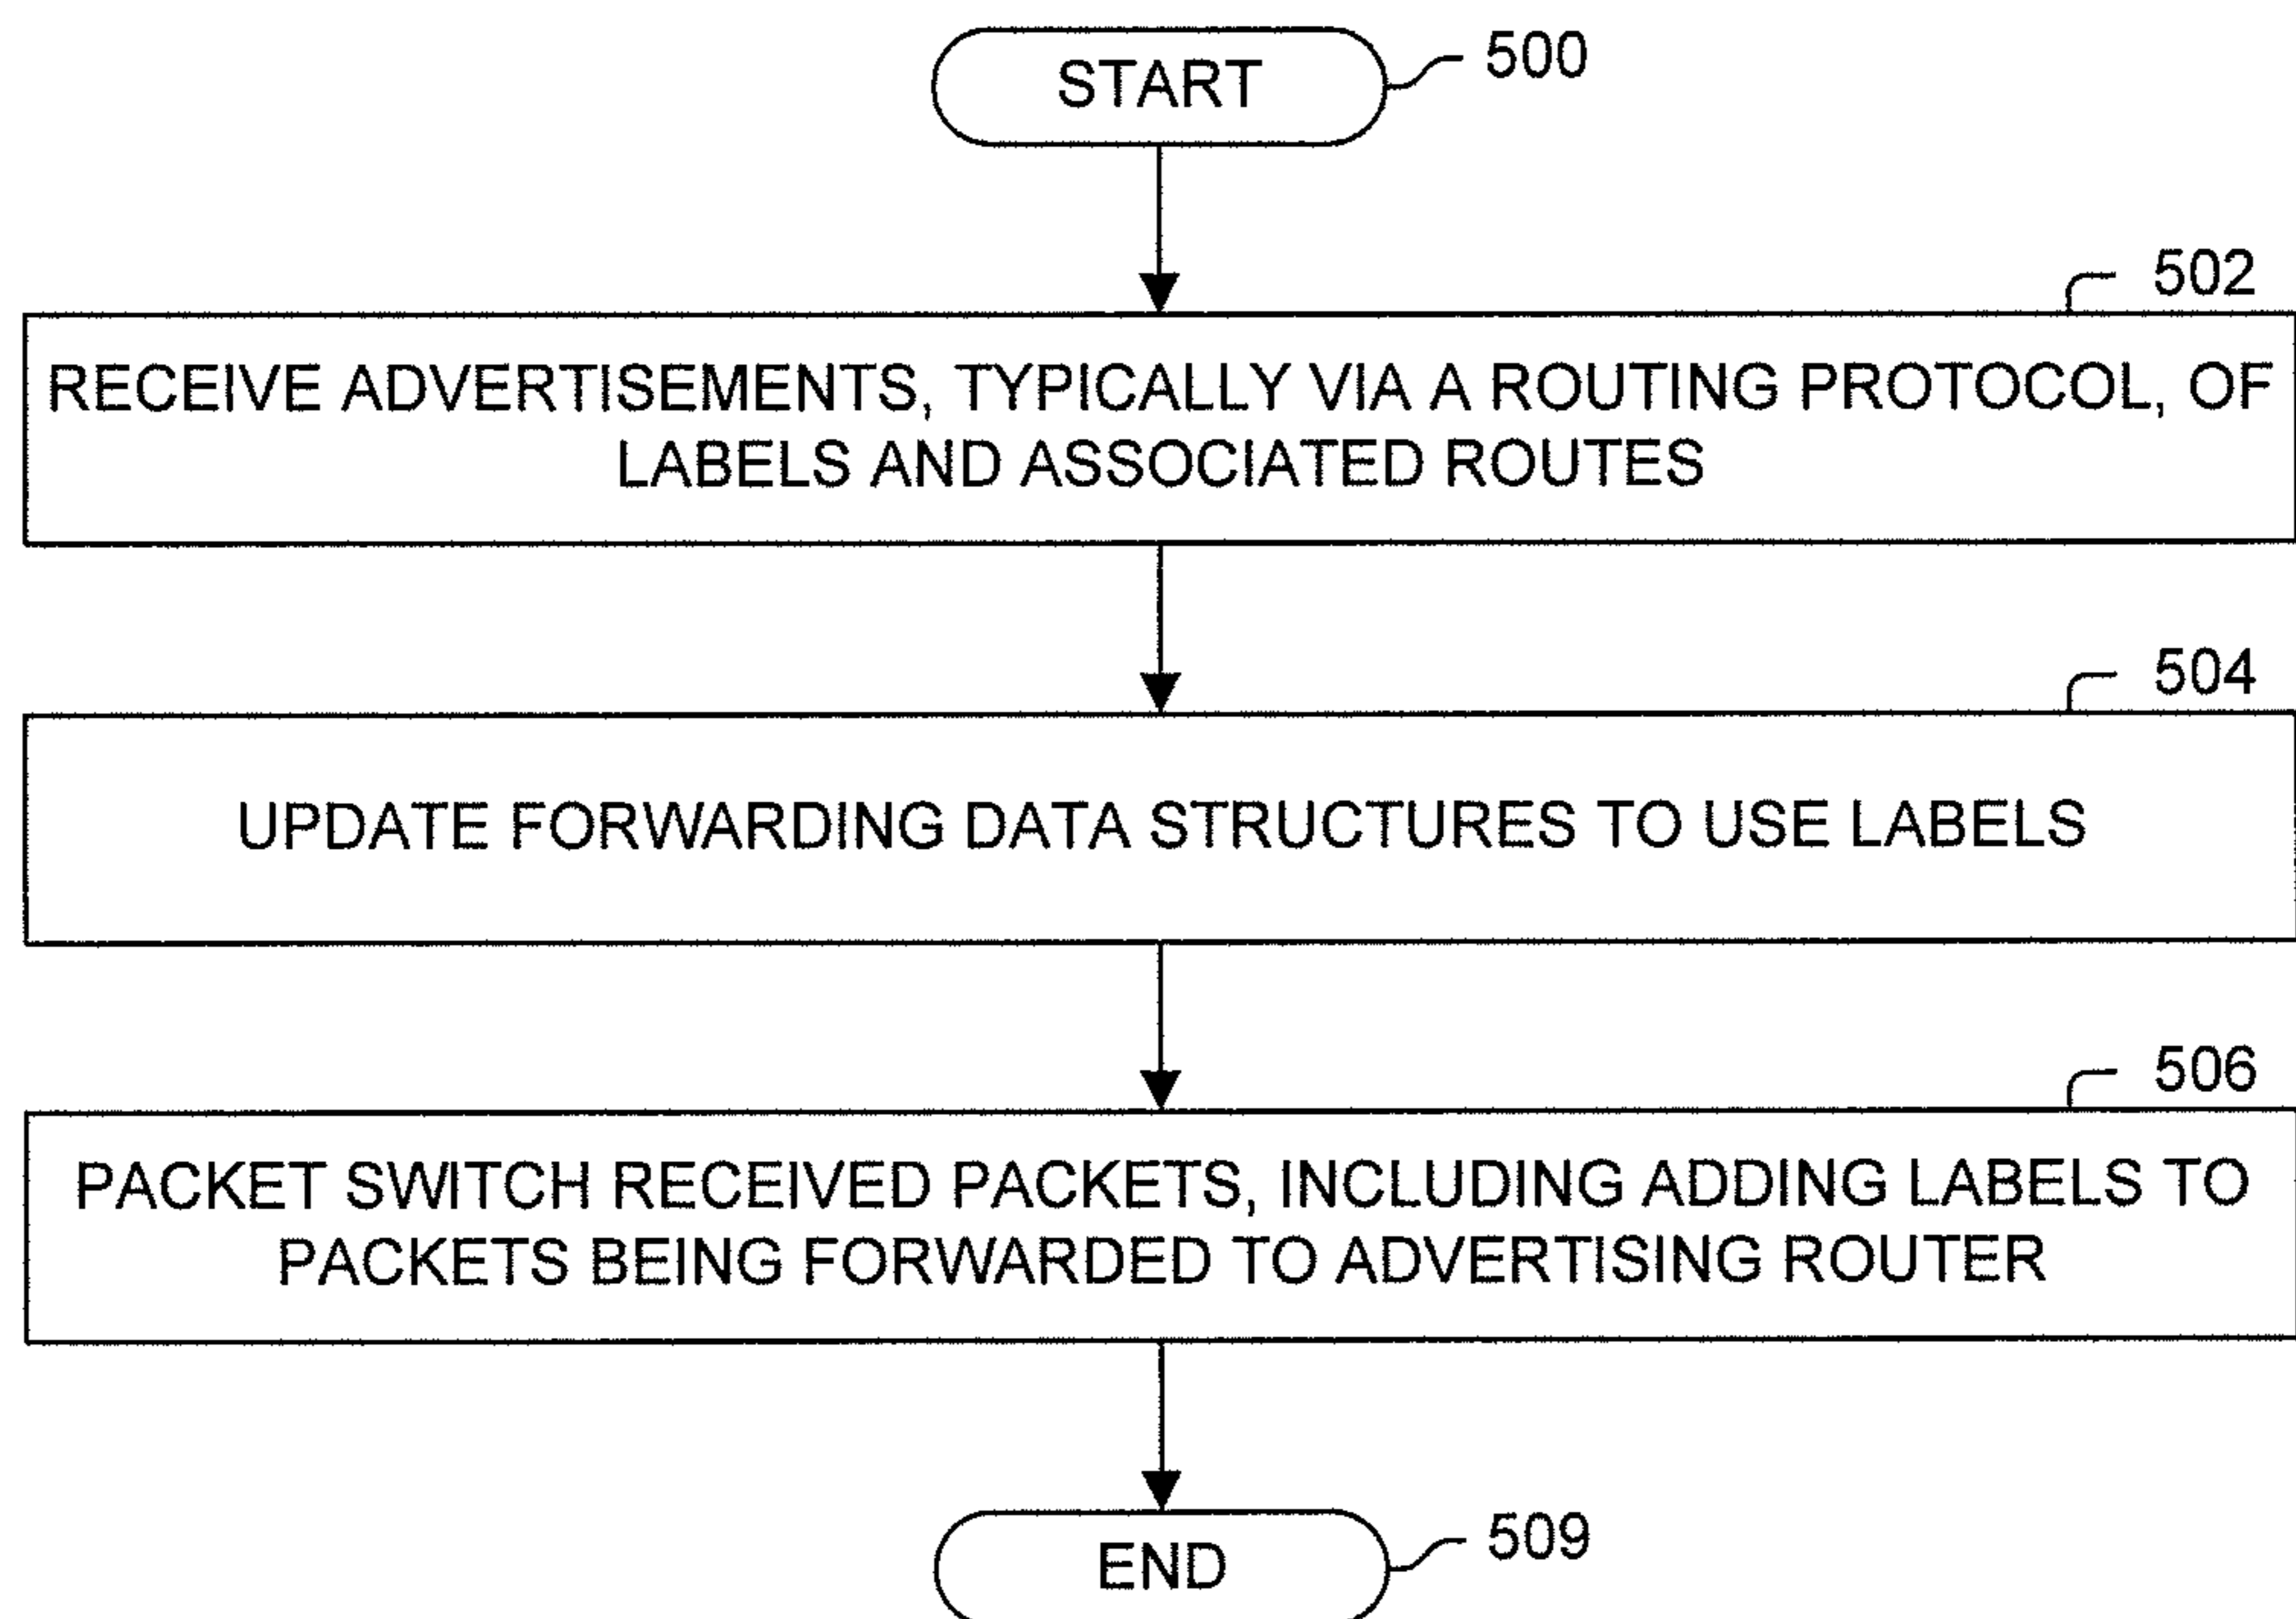 START
500
502
RECEIVE ADVERTISEMENTS, TYPICALLY VIA A ROUTING PROTOCOL, OF
LABELS AND ASSOCIATED ROUTES
504
UPDATE FORWARDING DATA STRUCTURES TO USE LABELS
506
PACKET SWITCH RECEIVED PACKETS, INCLUDING ADDING LABELS TO
PACKETS BEING FORWARDED TO ADVERTISING ROUTER
END
509